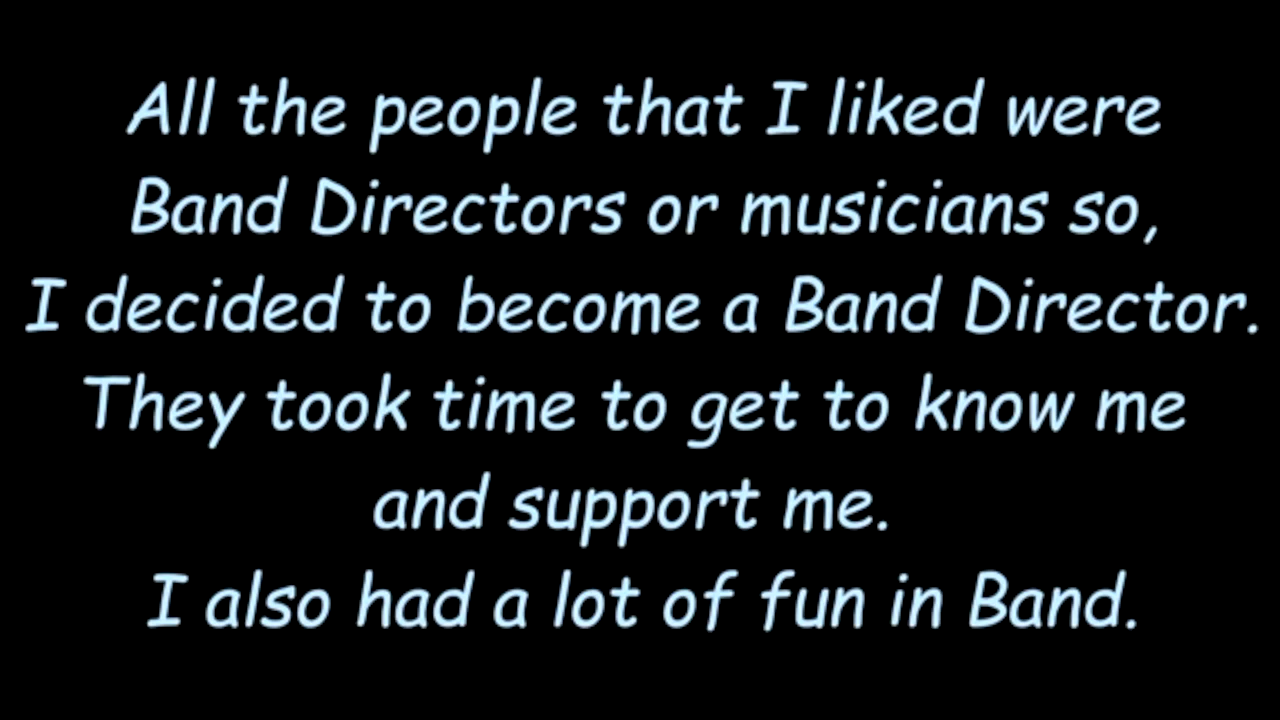 All the people that I liked were
Band Directors or musicians so,
I decided to become a Band Director.
They took time to get to know me
and support me.
I also had a lot of fun in Band.